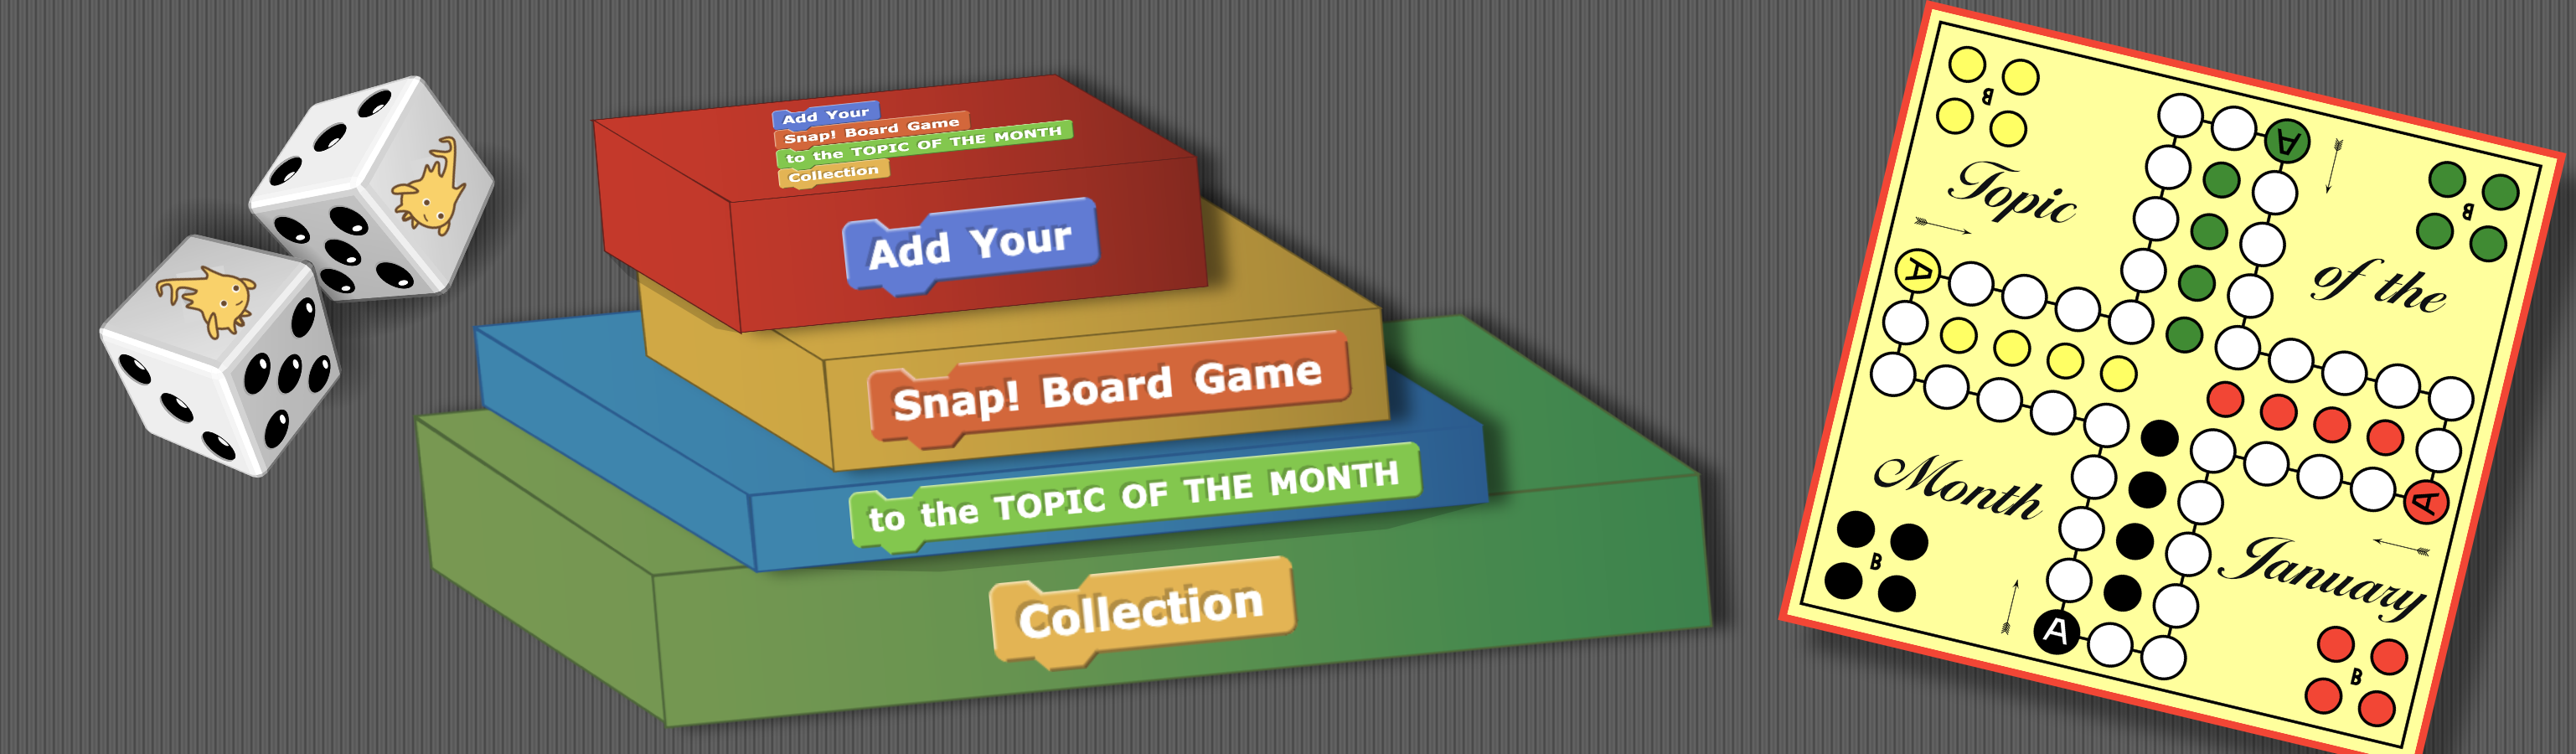 Add Your
Snap! Board Game
to the TOPIC OF THE MONTH
Collection
Add Your
Snap! Board Game
to the TOPIC OF THE MONTH
Collection
B
A
B
Topic
of the
A
Month
January
A
B
A
B